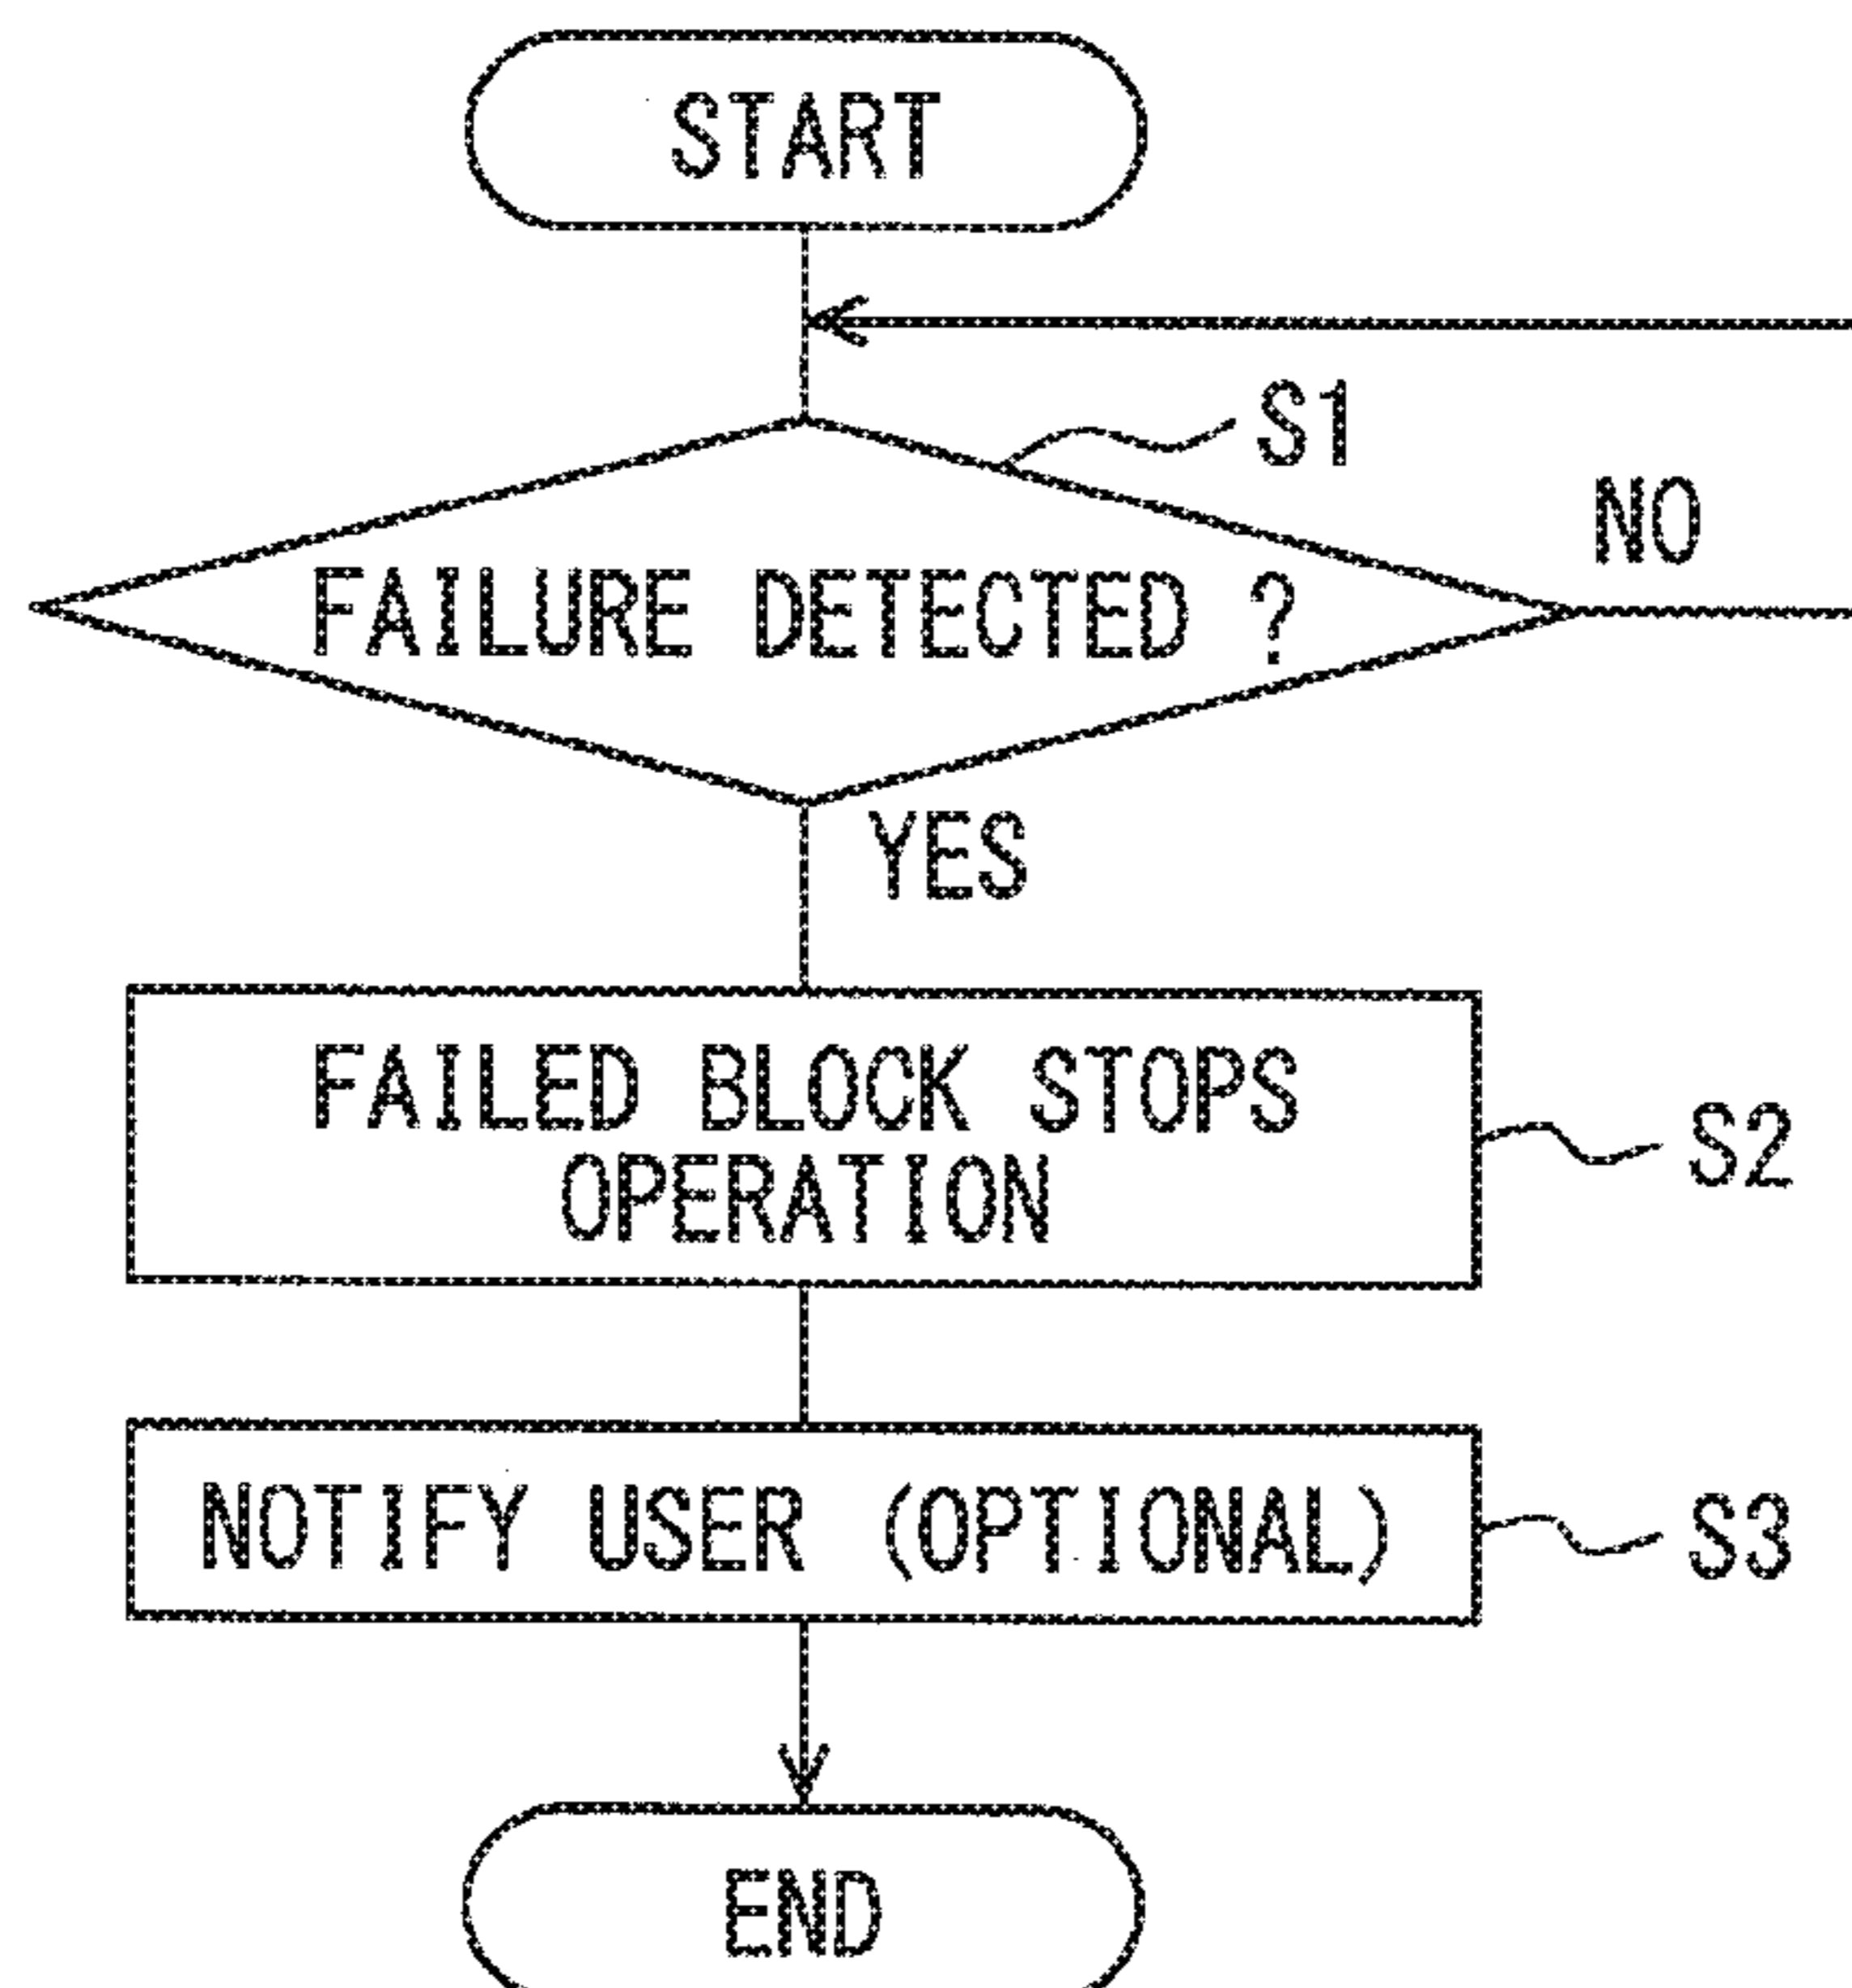 START
S1
NO
FAILURE DETECTED ?
YES
FAILED BLOCK STOPS
OPERATION
S2
NOTIFY USER (OPTIONAL)
S3
END